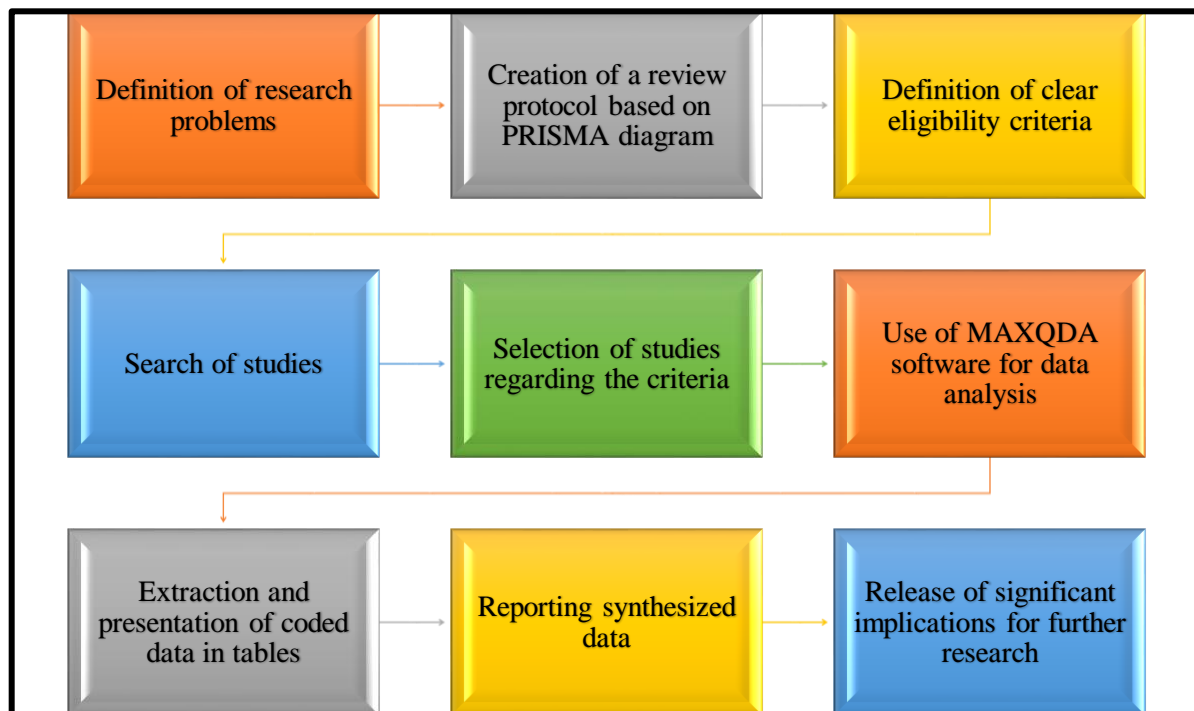 Definition of research
problems
Creation of a review
protocol based on
PRISMA diagram
Definition of clear
eligibility criteria
Search of studies
Selection of studies
regarding the criteria
Use of MAXQDA
software for data
analysis
Extraction and
presentation of coded
data in tables
Reporting synthesized
data
Release of significant
implications for further
research